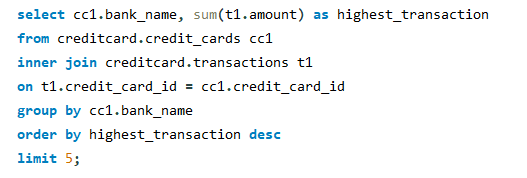 select cc1.bank_name, sum(t1.amount) as highest_transaction
from creditcard.credit_cards cc1
inner join creditcard.transactions t1
on t1.credit_card_id = cc1.credit_card_id
group by cc1.bank_name
order by highest_transaction desc
limit 5;